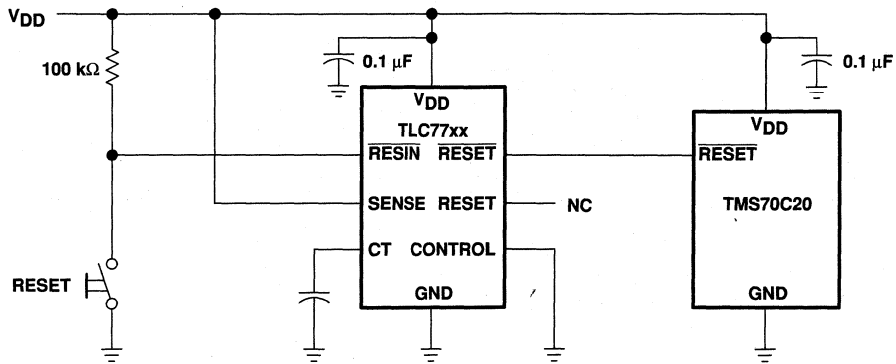 VDD
100 kΩ
0.1 μF
0.1 μF
VDD
TLC77xx
RESIN RESET
SENSE RESET
CT CONTROL
GND
NC
VDD
RESET
TMS70C20
GND
RESET